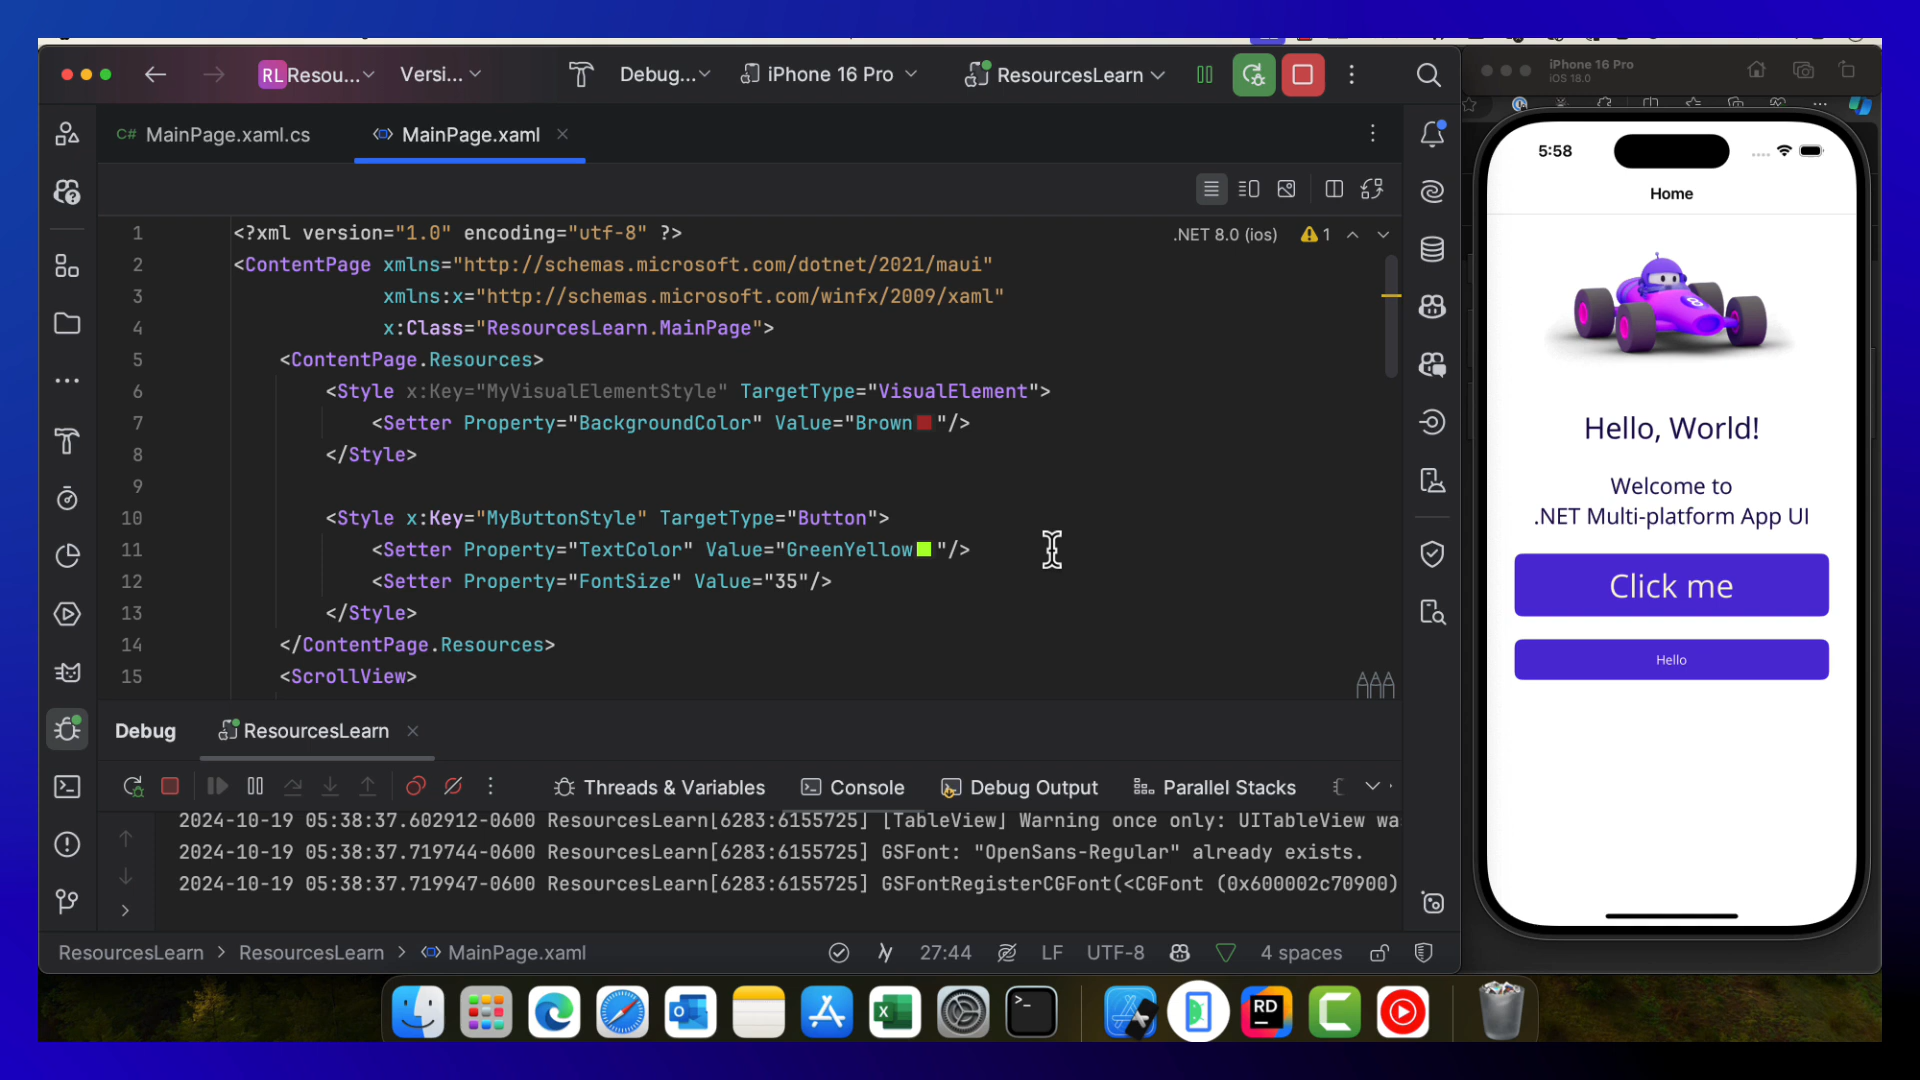 RL Resou...
Versi...
Debug...
iPhone 16 Pro
ResourcesLearn
iPhone 16 Pro
iOS 18.0
C# MainPage.xaml.cs
MainPage.xaml
.NET 8.0 (ios)
1
1 <?xml version="1.0" encoding="utf-8" ?>
2 <ContentPage xmlns="http://schemas.microsoft.com/dotnet/2021/maui"
3 xmlns:x="http://schemas.microsoft.com/winfx/2009/xaml"
4 x:Class="ResourcesLearn.MainPage">
5 <ContentPage.Resources>
6 <Style x:Key="MyVisualElementStyle" TargetType="VisualElement">
7 <Setter Property="BackgroundColor" Value="Brown"/>
8 </Style>
9
10 <Style x:Key="MyButtonStyle" TargetType="Button">
11 <Setter Property="TextColor" Value="GreenYellow"/>
12 <Setter Property="FontSize" Value="35"/>
13 </Style>
14 </ContentPage.Resources>
15 <ScrollView>
Debug
ResourcesLearn
Threads & Variables
Console
Debug Output
Parallel Stacks
2024-10-19 05:38:37.602912-0600 ResourcesLearn[6283:6155725] [TableView] Warning once only: UITableView wa
2024-10-19 05:38:37.719744-0600 ResourcesLearn[6283:6155725] GSFont: "OpenSans-Regular" already exists.
2024-10-19 05:38:37.719947-0600 ResourcesLearn[6283:6155725] GSFontRegisterCGFont(<CGFont (0x600002c70900)
ResourcesLearn > ResourcesLearn > MainPage.xaml
27:44
LF
UTF-8
4 spaces
5:58
Home
8
Hello, World!
Welcome to
.NET Multi-platform App UI
Click me
Hello
RD